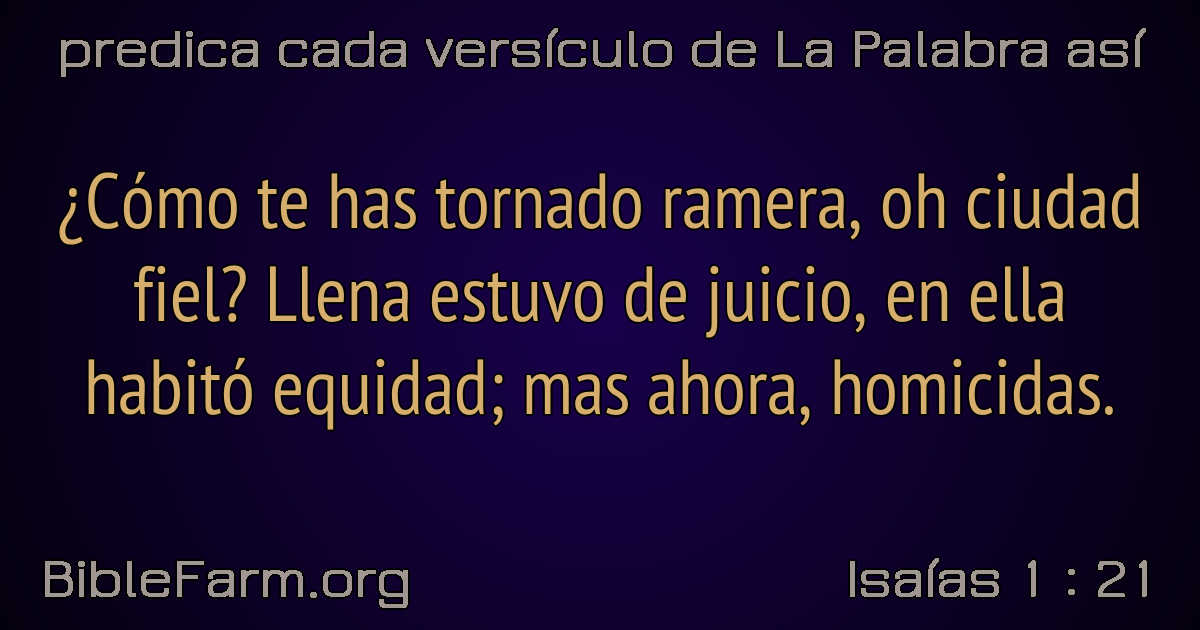 predica cada versículo de La Palabra así
¿Cómo te has tornado ramera, oh ciudad
fiel? Llena estuvo de juicio, en ella
habitó equidad; mas ahora, homicidas.
BibleFarm.org
Isaías 1 : 21